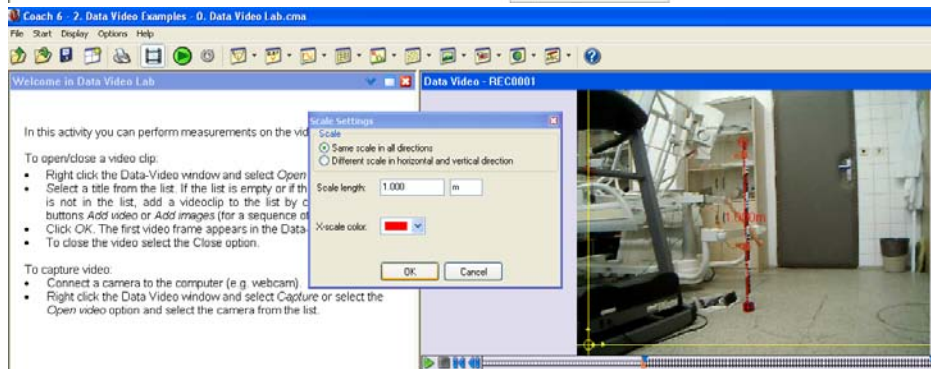 Coach 6 - 2. Data Video Examples - 0. Data Video Lab.cma
File Start Display Options Help
Welcome in Data Video Lab
In this activity you can perform measurements on the vid
To open/close a video clip:
• Right click the Data-Video window and select Open
• Select a title from the list. If the list is empty or if th
is not in the list, add a videoclip to the list by c
buttons Add video or Add images (for a sequence of
• Click OK. The first video frame appears in the Data-
• To close the video select the Close option.
To capture video:
• Connect a camera to the computer (e.g. webcam).
• Right click the Data Video window and select Capture or select the
Open video option and select the camera from the list.
Scale Settings
Scale
Same scale in all directions
Different scale in horizontal and vertical direction
Scale length: 1.000 m
X-scale color:
OK Cancel
Data Video - REC0001
1.000m